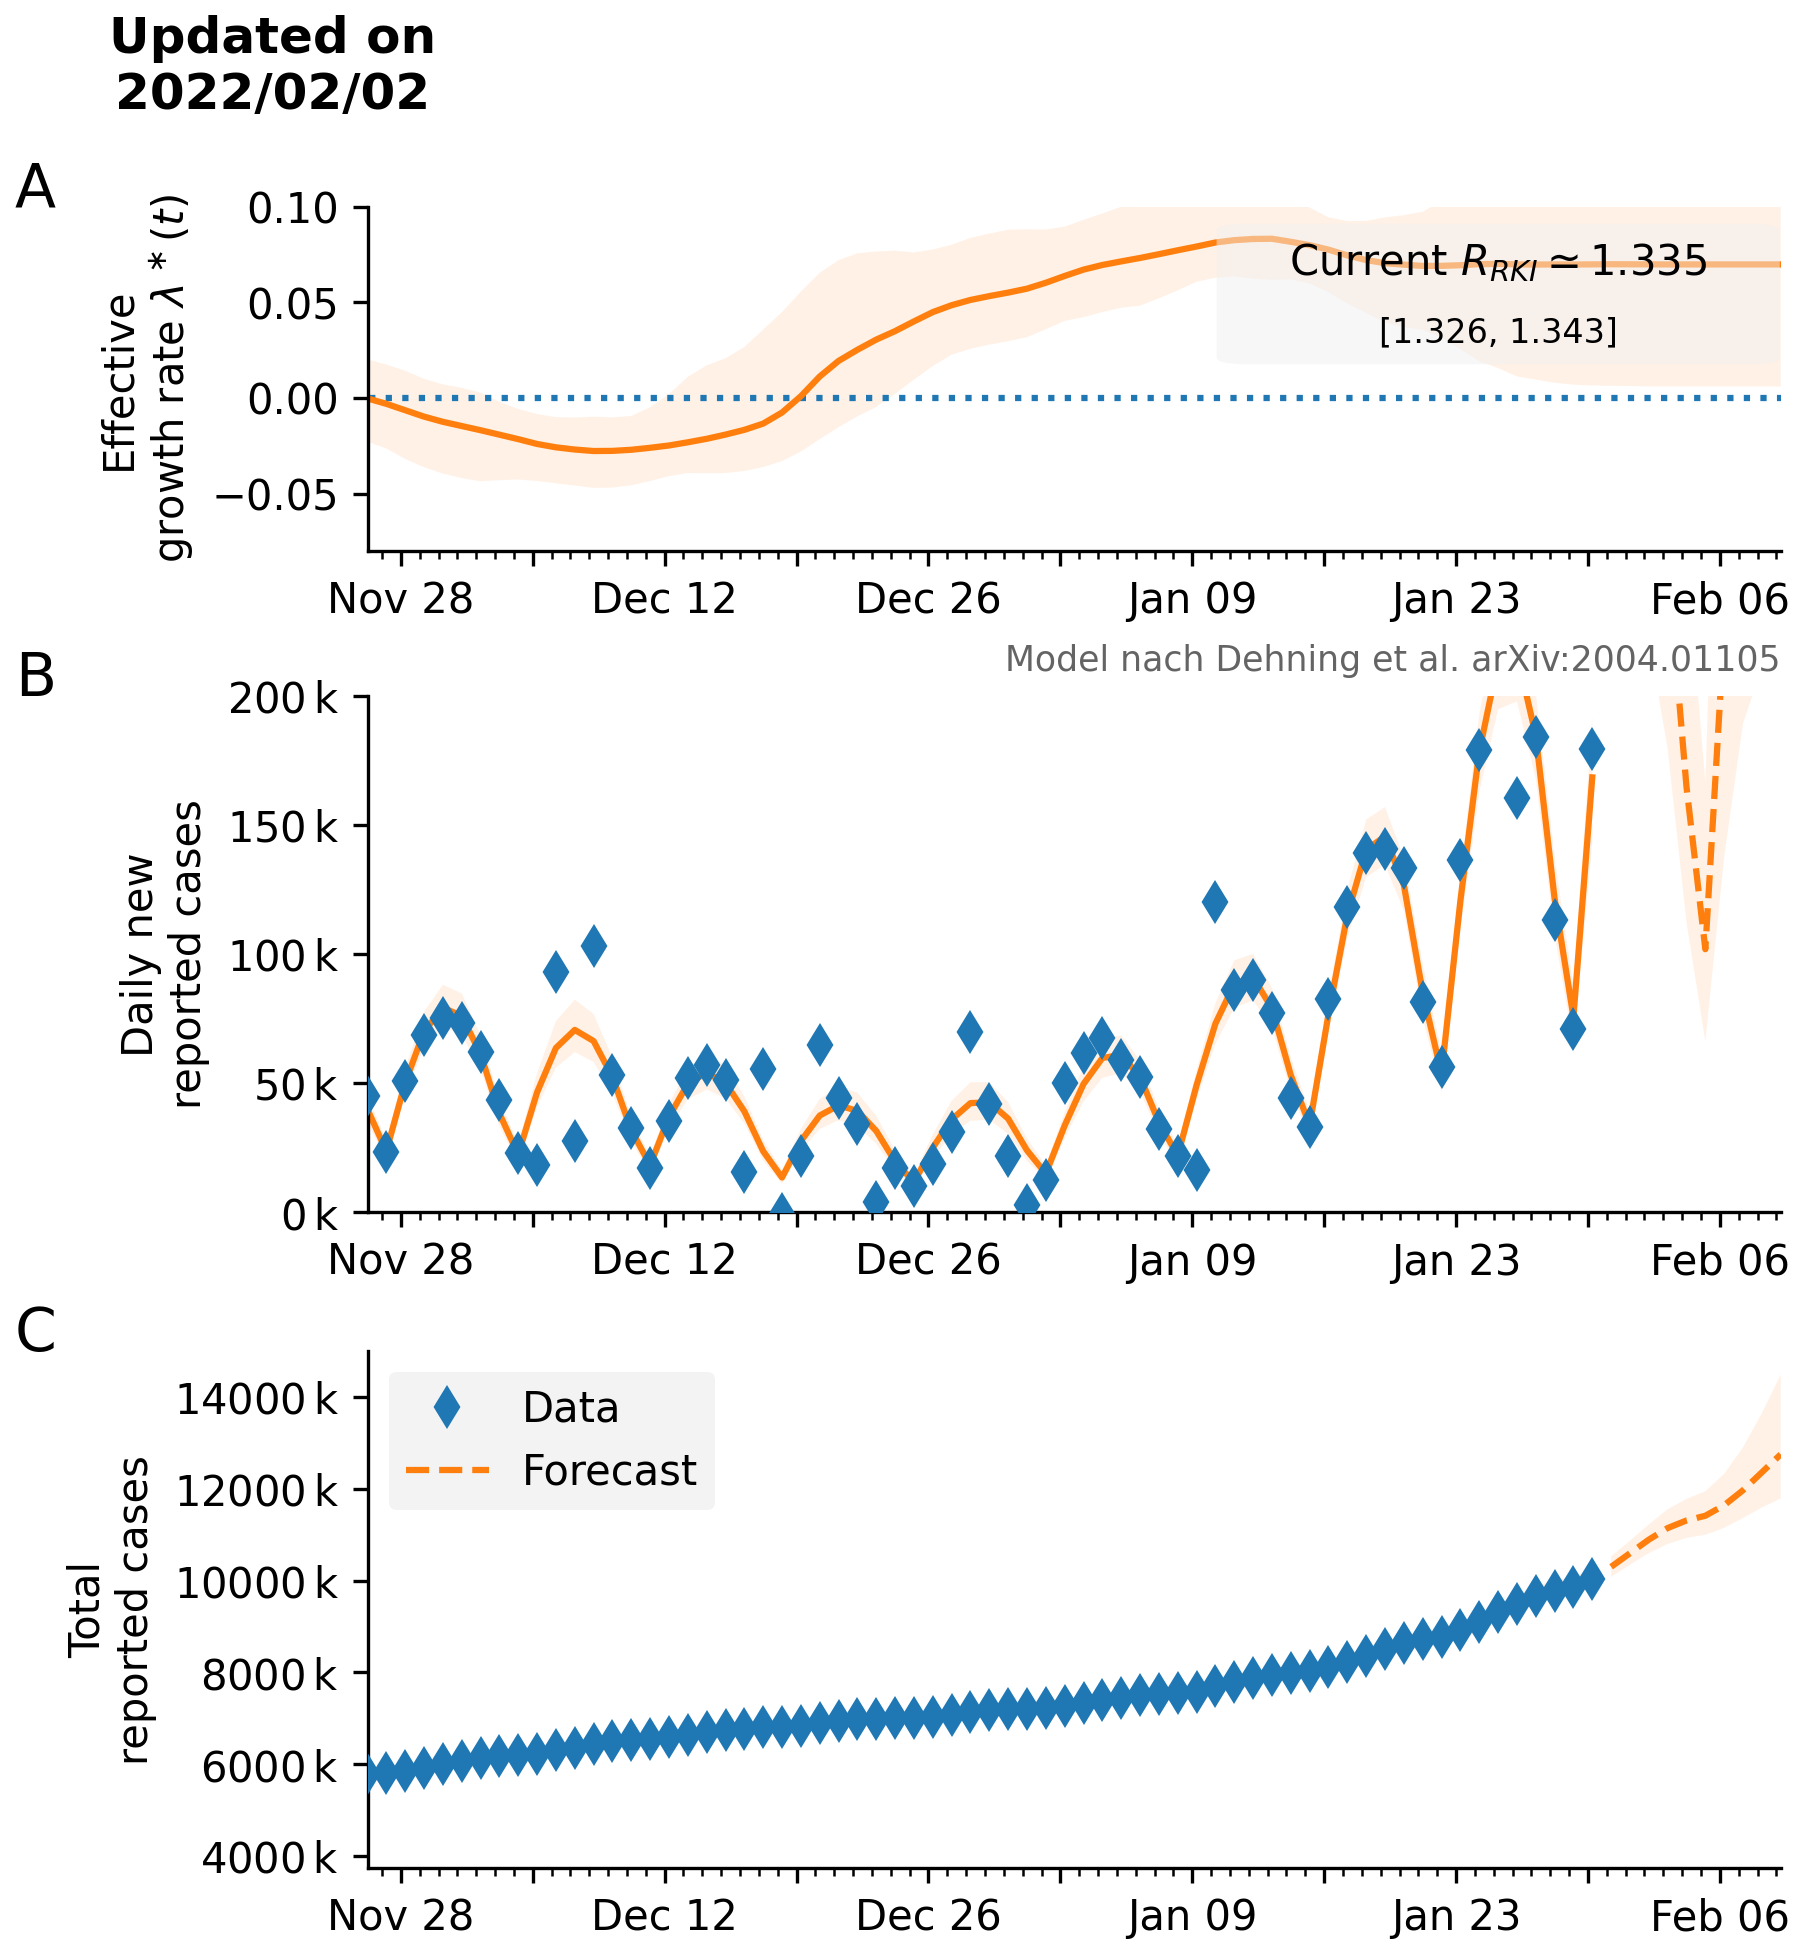 Updated on
2022/02/02
A
Effective
growth rate λ * (t)
0.10
0.05
0.00
−0.05
Current R_RKI ≃ 1.335
[1.326, 1.343]
Nov 28 Dec 12 Dec 26 Jan 09 Jan 23 Feb 06
Model nach Dehning et al. arXiv:2004.01105
B
Daily new
reported cases
200 k
150 k
100 k
50 k
0 k
Nov 28 Dec 12 Dec 26 Jan 09 Jan 23 Feb 06
C
Total
reported cases
14000 k
12000 k
10000 k
8000 k
6000 k
4000 k
Data
Forecast
Nov 28 Dec 12 Dec 26 Jan 09 Jan 23 Feb 06